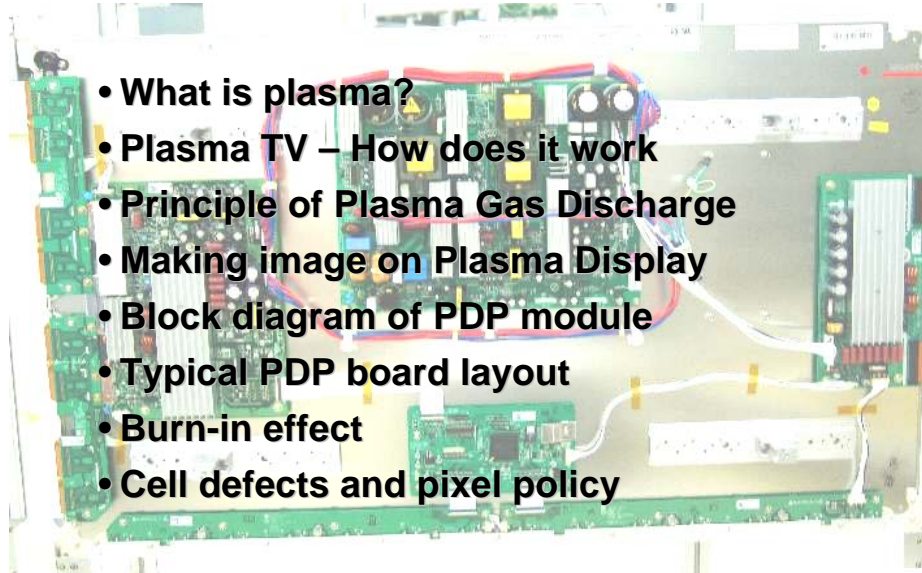 • What is plasma?
• Plasma TV – How does it work
• Principle of Plasma Gas Discharge
• Making image on Plasma Display
• Block diagram of PDP module
• Typical PDP board layout
• Burn-in effect
• Cell defects and pixel policy